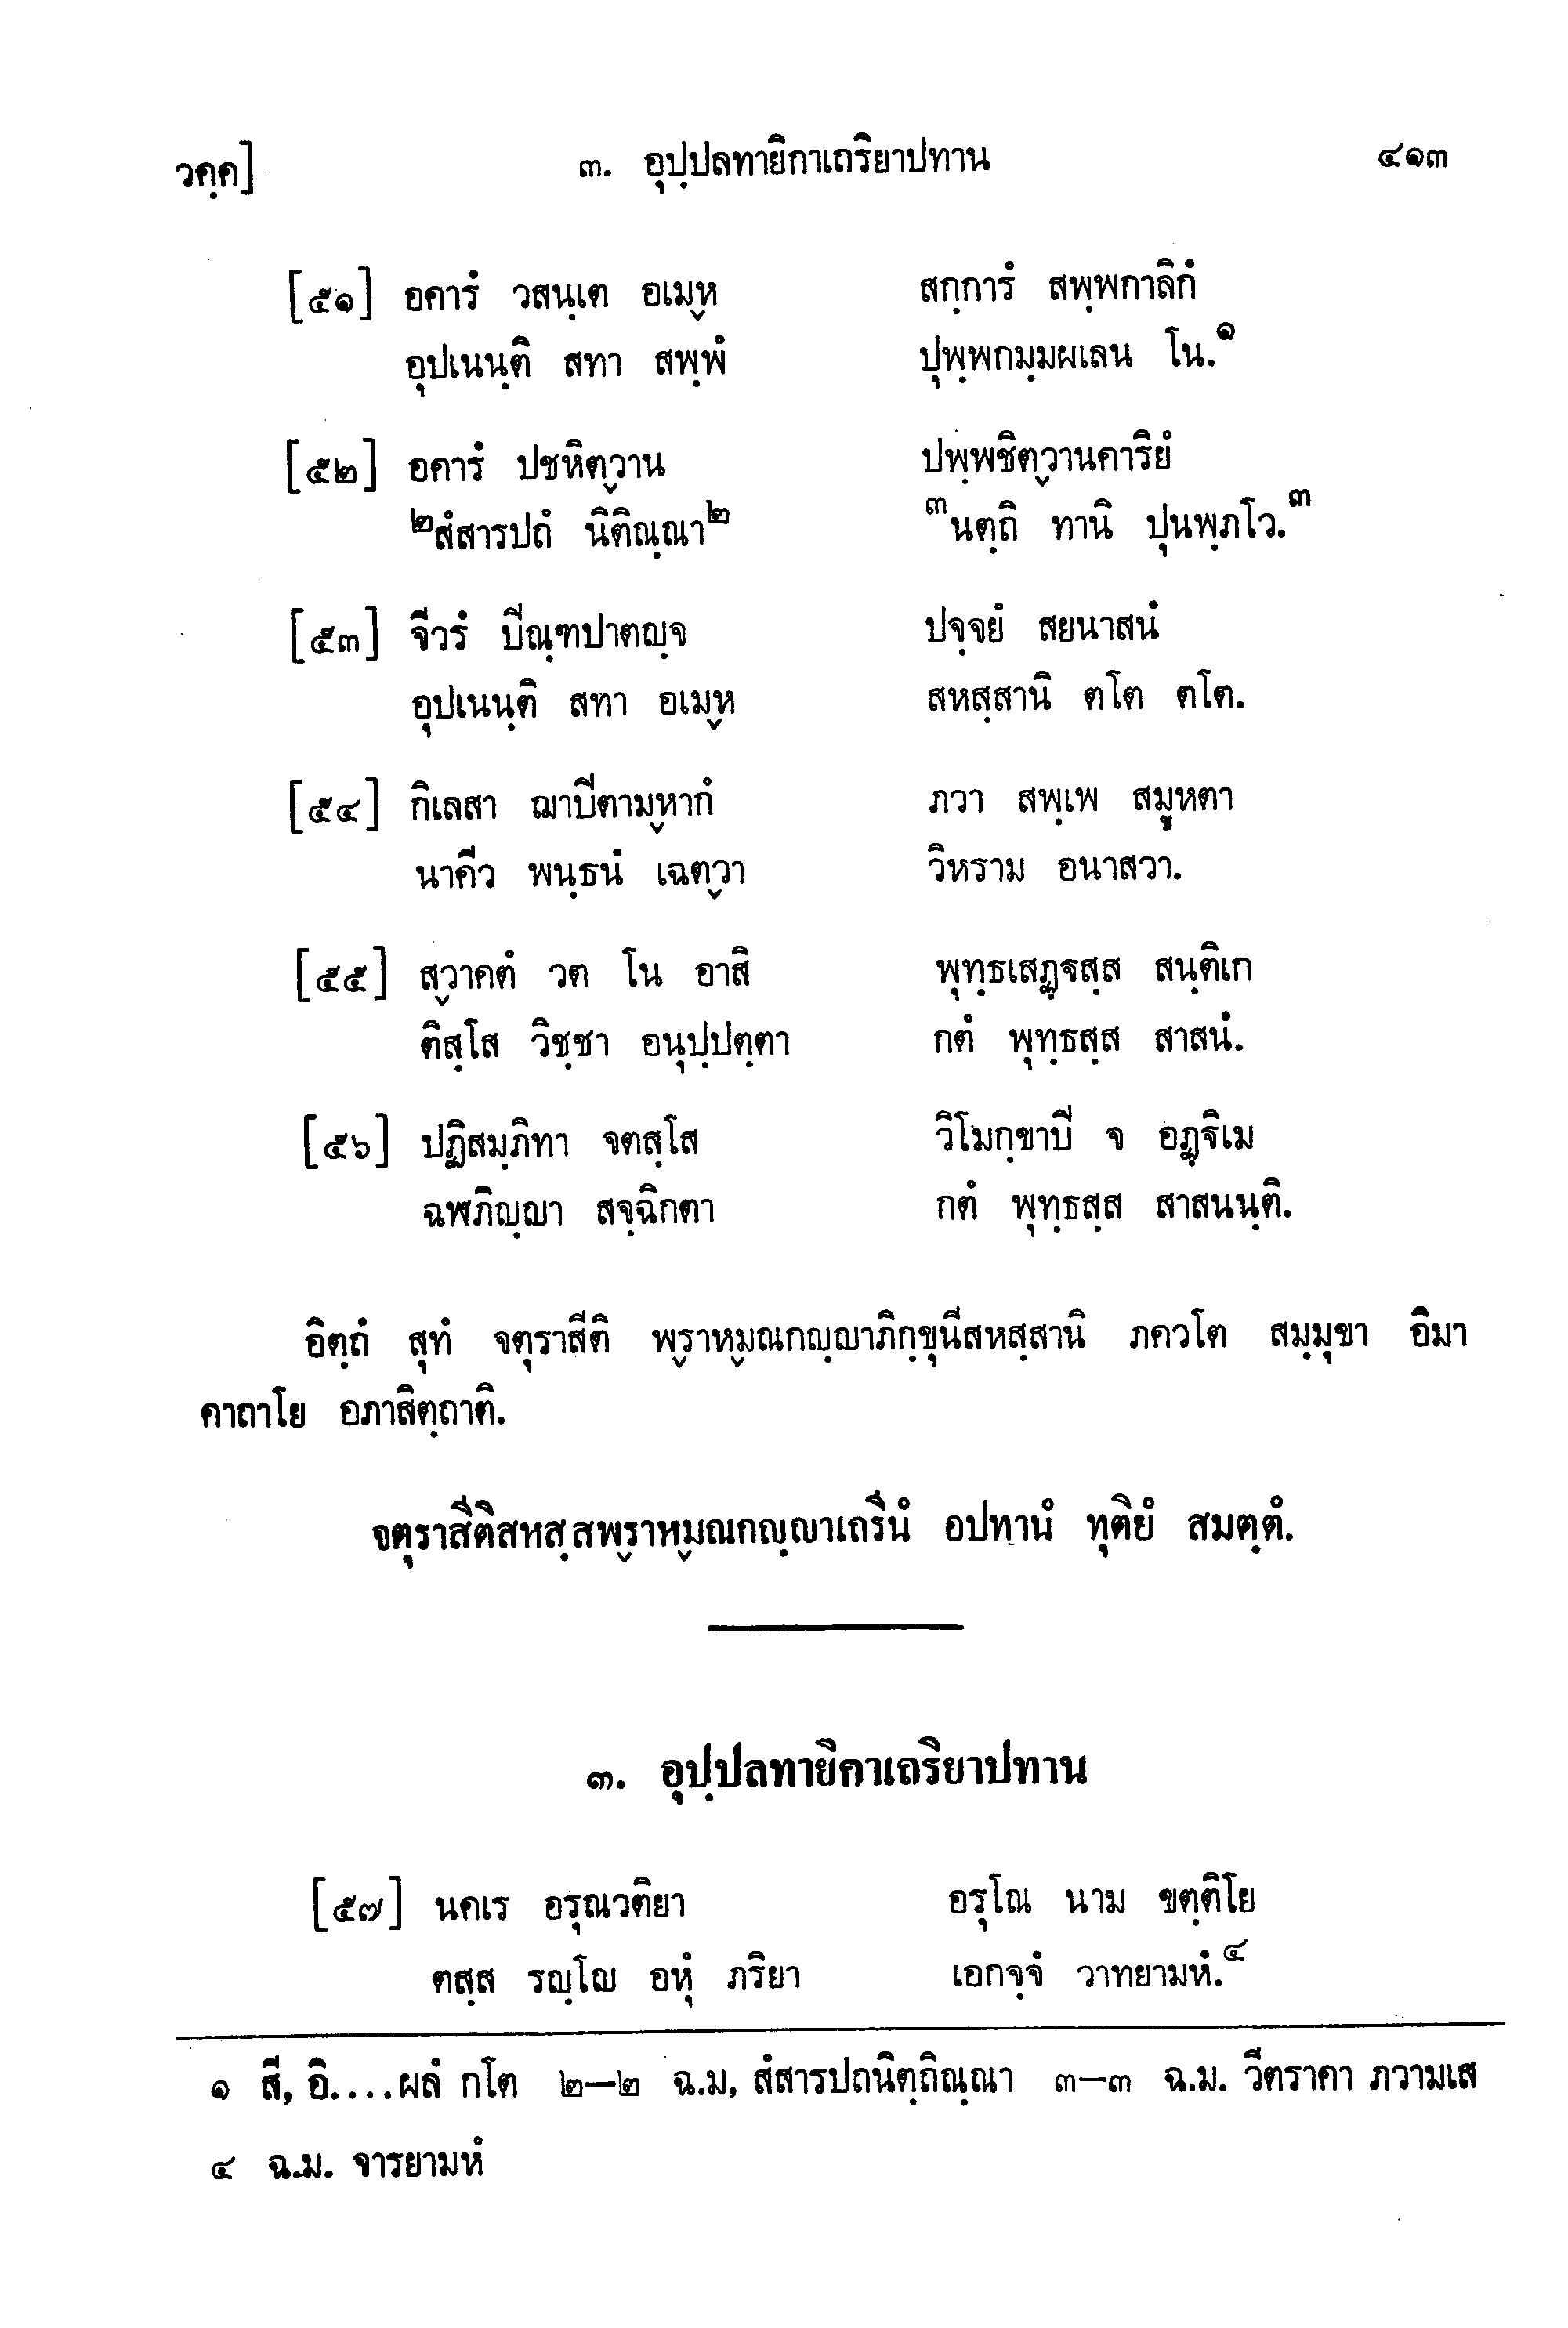 วคฺค] ๓. อุปฺปลทายิกาเถริยาปทาน ๔๑๓
[๕๑] อคารํ วสนฺเต อเมฺห สกฺการํ สพฺพกาลิกํ
อุปเนนฺติ สทา สพฺพํ ปุพฺพกมฺมผเลน โน.๑
[๕๒] อคารํ ปชหิตฺวาน ปพฺพชิตฺวานคาริยํ
๒สํสารปถํ นิติณฺณา๒ ๓นตฺถิ ทานิ ปุนพฺภโว.๓
[๕๓] จีวรํ ปิณฺฑปาตญฺจ ปจฺจยํ สยนาสนํ
อุปเนนฺติ สทา อเมฺห สหสฺสานิ ตโต ตโต.
[๕๔] กิเลสา ฌาปิตามฺหากํ ภวา สพฺเพ สมูหตา
นาคีว พนฺธนํ เฉตฺวา วิหราม อนาสวา.
[๕๕] สฺวาคตํ วต โน อาสิ พุทฺธเสฏฺฐสฺส สนฺติเก
ติสฺโส วิชฺชา อนุปฺปตฺตา กตํ พุทฺธสฺส สาสนํ.
[๕๖] ปฏิสมฺภิทา จตสฺโส วิโมกฺขาปิ จ อฏฺฐิเม
ฉฬภิญฺญา สจฺฉิกตา กตํ พุทฺธสฺส สาสนนฺติ.
อิตฺถํ สุทํ จตุราสีติ พฺราหฺมณกญฺญาภิกฺขุนีสหสฺสานิ ภควโต สมฺมุขา อิมา
คาถาโย อภาสิตฺถาติ.
จตุราสีติสหสฺสพฺราหฺมณกญฺญาเถรีนํ อปทานํ ทุติยํ สมตฺตํ.
๓. อุปฺปลทายิกาเถริยาปทาน
[๕๗] นคเร อรุณวติยา อรุโณ นาม ขตฺติโย
ตสฺส รญฺโญ อหุํ ภริยา เอกจฺจํ วาทยามหํ.๔
๑ สี, อิ....ผลํ กโต ๒–๒ ฉ.ม, สํสารปถนิตฺถิณฺณา ๓–๓ ฉ.ม. วีตราคา ภวามเส
๔ ฉ.ม. จารยามหํ